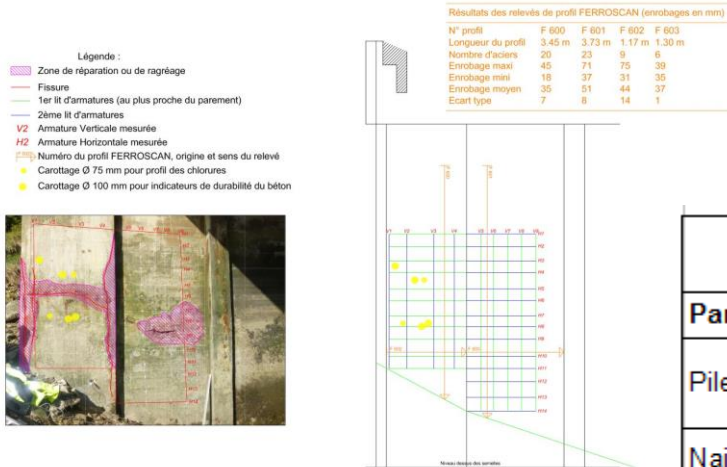 Légende :
Zone de réparation ou de ragréage
Fissure
1er lit d'armatures (au plus proche du parement)
2ème lit d'armatures
V2 Armature Verticale mesurée
H2 Armature Horizontale mesurée
Numéro du profil FERROSCAN, origine et sens du relevé
Carottage Ø 75 mm pour profil des chlorures
Carottage Ø 100 mm pour indicateurs de durabilité du béton
Résultats des relevés de profil FERROSCAN (enrobages en mm)
N° profil F 600 F 601 F 602 F 603
Longueur du profil 3.45 m 3.73 m 1.17 m 1.30 m
Nombre d'aciers 20 23 9 6
Enrobage maxi 45 71 75 39
Enrobage mini 18 37 31 35
Enrobage moyen 35 51 44 37
Ecart type 7 8 14 1
V1 V2 V3 V4 V5 V6 V7 V8
H1
H2
H3
H4
H5
H6
H7
H8
H9
H10
H11
H12
H13
H14
Niveau dessus des semelles
Par
Pile
Naï